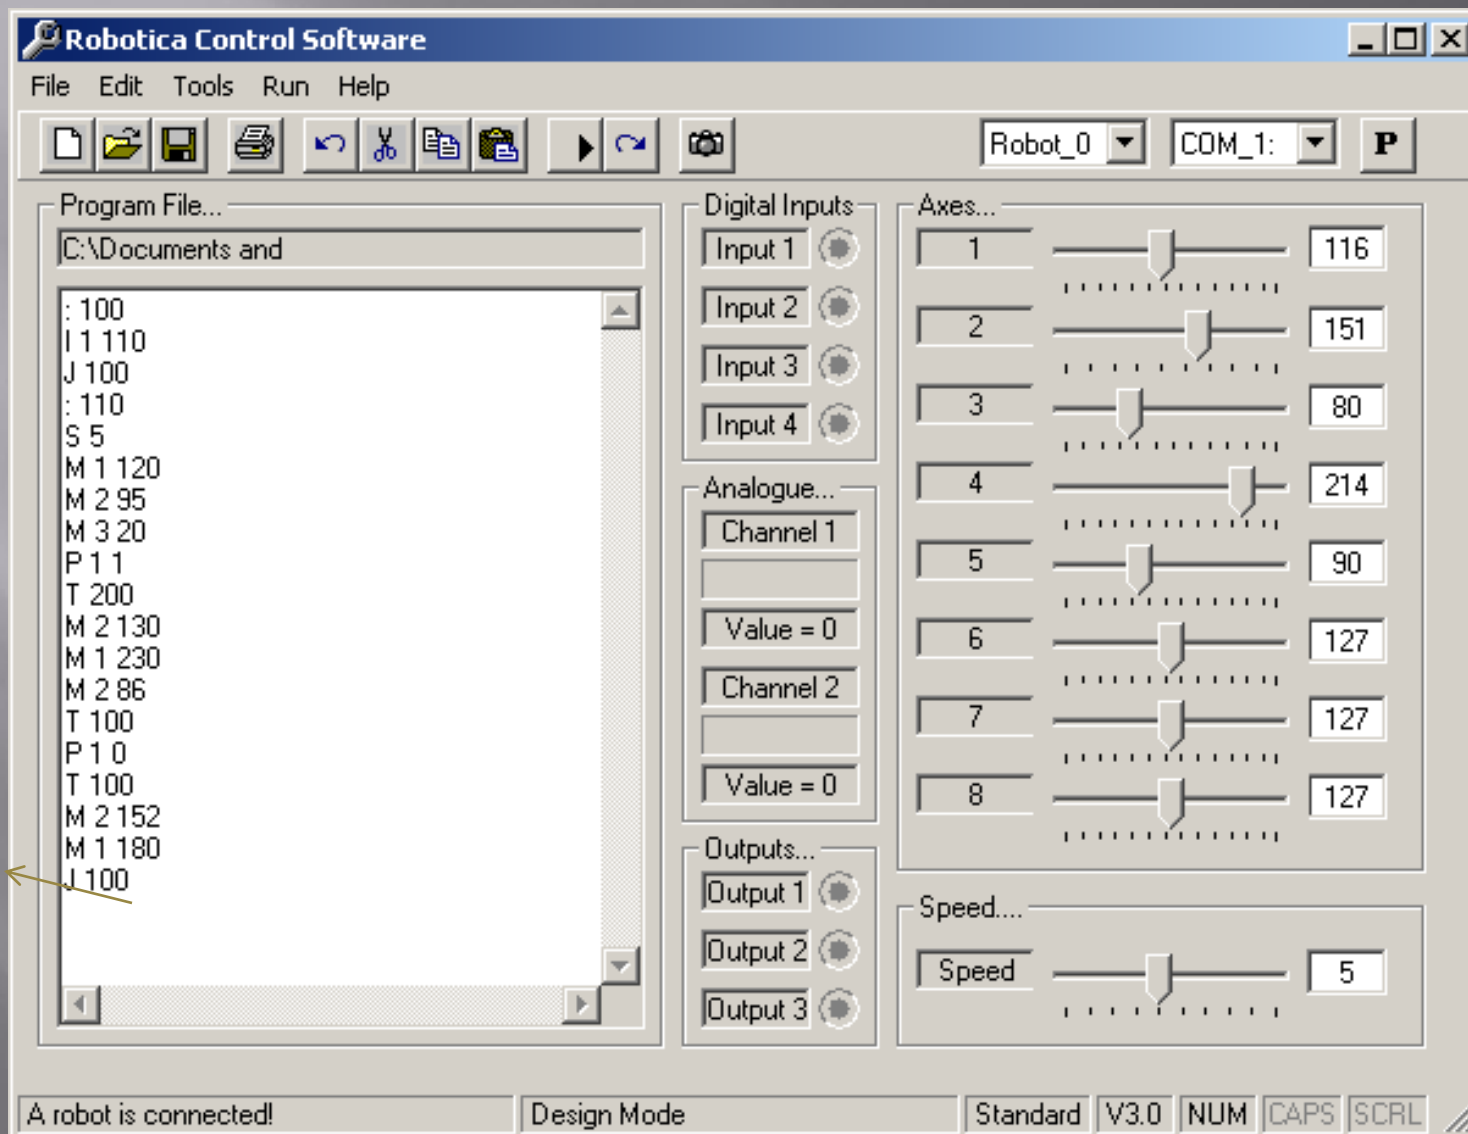 Robotica Control Software
File Edit Tools Run Help
Robot_0 COM_1: P
Program File...
C:\Documents and
: 100
I 1 110
J 100
: 110
S 5
M 1 120
M 2 95
M 3 20
P 1 1
T 200
M 2 130
M 1 230
M 2 86
T 100
P 1 0
T 100
M 2 152
M 1 180
J 100
Digital Inputs
Input 1
Input 2
Input 3
Input 4
Analogue...
Channel 1
Value = 0
Channel 2
Value = 0
Outputs...
Output 1
Output 2
Output 3
Axes...
1 116
2 151
3 80
4 214
5 90
6 127
7 127
8 127
Speed....
Speed 5
A robot is connected! Design Mode Standard V3.0 NUM CAPS SCRL